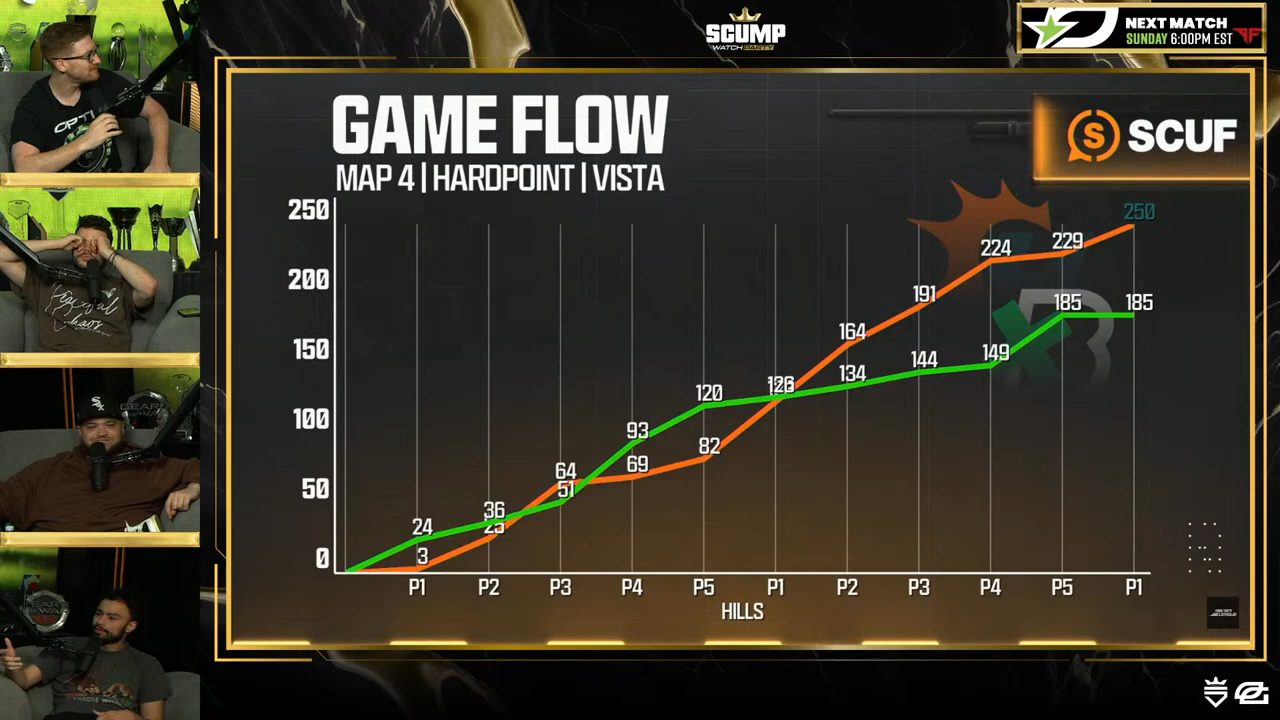 SCUMP
WATCH PARTY
NEXT MATCH
SUNDAY 6:00PM EST
GAME FLOW
MAP 4 | HARDPOINT | VISTA
SCUF
250
200
150
100
50
0
24
3
36
25
64
51
93
69
120
82
164
134
191
144
224
149
229
185
250
185
P1
P2
P3
P4
P5
P1
P2
P3
P4
P5
P1
HILLS